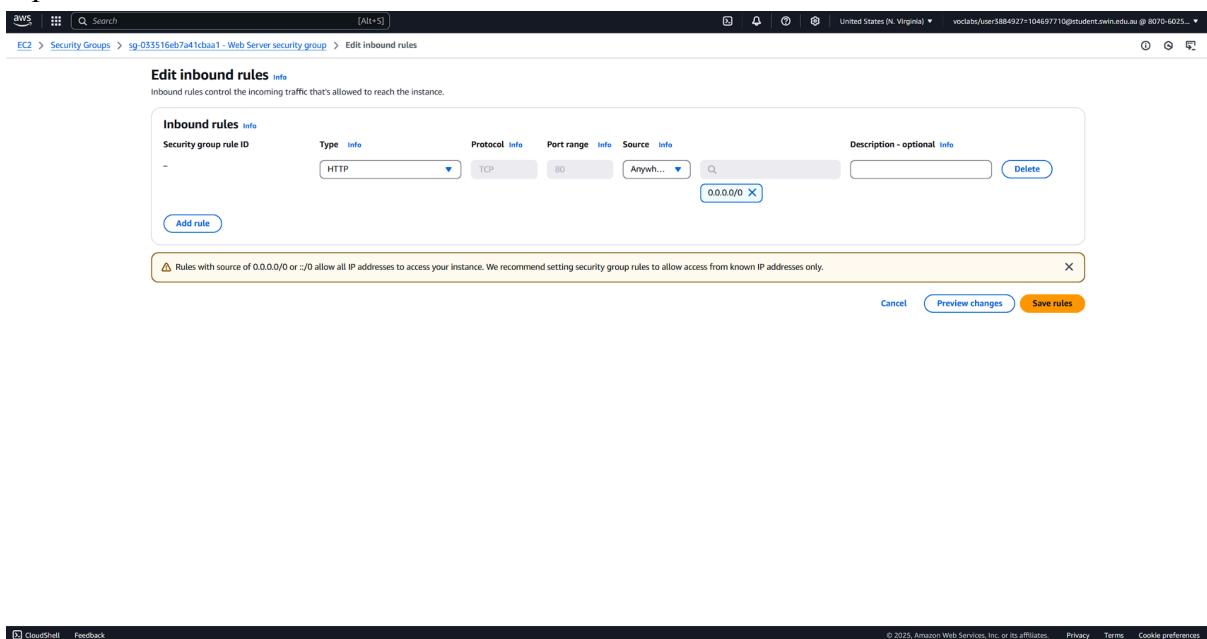 aws Search [Alt+S] United States (N. Virginia) voclabs/user3884927=104697710@student.swin.edu.au @ 8070-6025...
EC2 > Security Groups > sg-033516eb7a41cbaa1 - Web Server security group > Edit inbound rules
Edit inbound rules Info
Inbound rules control the incoming traffic that's allowed to reach the instance.
Inbound rules Info
Security group rule ID Type Info Protocol Info Port range Info Source Info Description - optional Info
– HTTP TCP 80 Anywh... Delete
0.0.0.0/0
Add rule
Rules with source of 0.0.0.0/0 or ::/0 allow all IP addresses to access your instance. We recommend setting security group rules to allow access from known IP addresses only.
Cancel Preview changes Save rules
CloudShell Feedback © 2025, Amazon Web Services, Inc. or its affiliates. Privacy Terms Cookie preferences